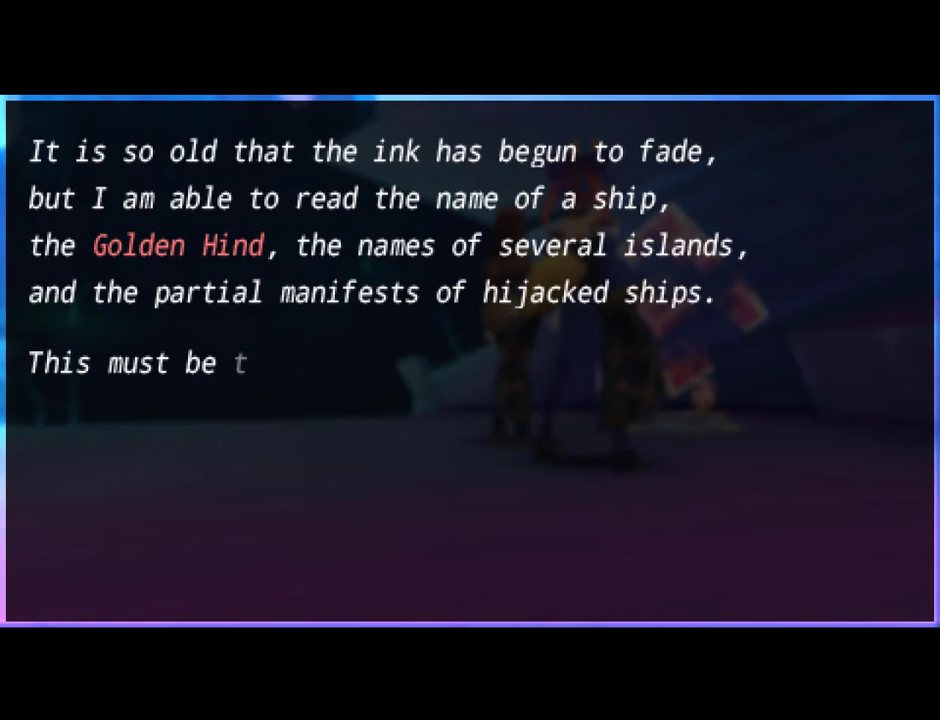 It is so old that the ink has begun to fade,
but I am able to read the name of a ship,
the Golden Hind, the names of several islands,
and the partial manifests of hijacked ships.
This must be t